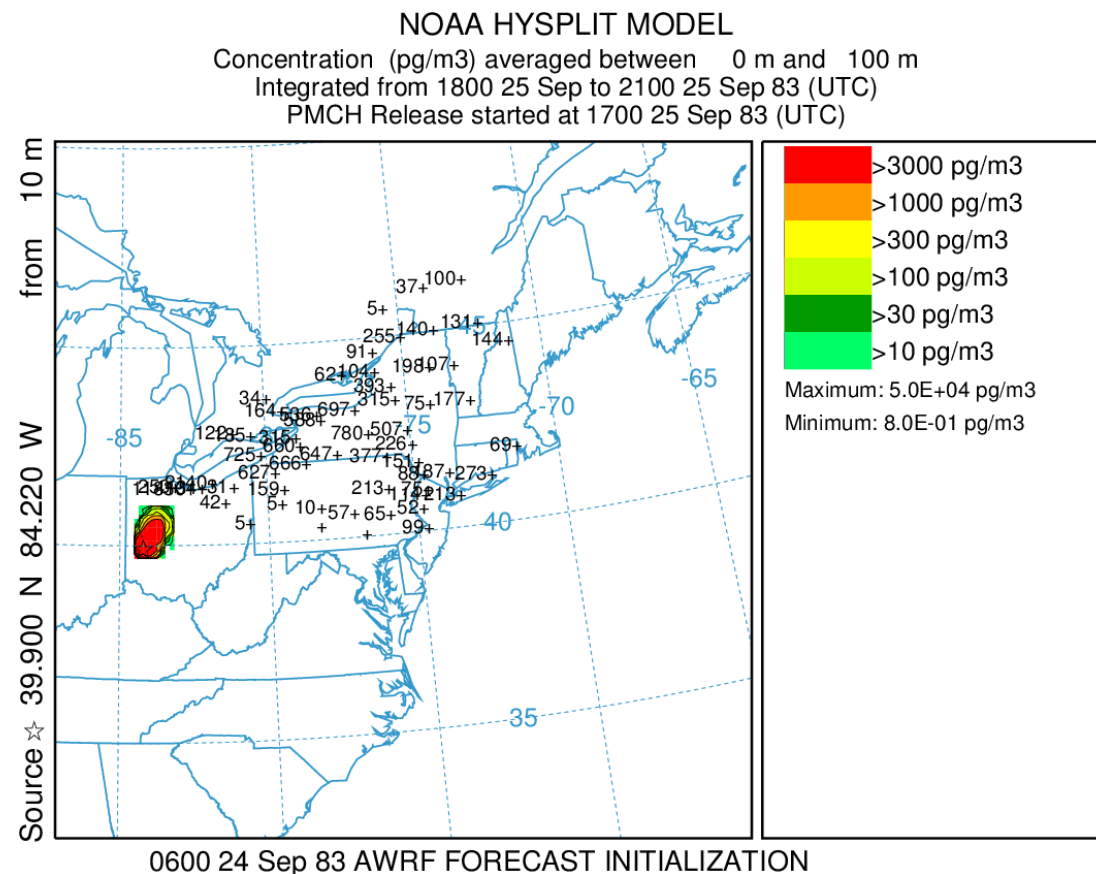 NOAA HYSPLIT MODEL
Concentration (pg/m3) averaged between 0 m and 100 m
Integrated from 1800 25 Sep to 2100 25 Sep 83 (UTC)
PMCH Release started at 1700 25 Sep 83 (UTC)
Source ☆ 39.900 N 84.220 W from 10 m
>3000 pg/m3
>1000 pg/m3
>300 pg/m3
>100 pg/m3
>30 pg/m3
>10 pg/m3
Maximum: 5.0E+04 pg/m3
Minimum: 8.0E-01 pg/m3
37+ 100+
5+
255+ 140+ 131+ 45
144+
91+
62+ 104+ 198+ 107+
393+ -65
34+ 315+ 75+ 177+
164+ 697+ -70
588+
-85 315+ 780+ 507+ 75
660+ 226+ 69+
725+ 647+ 377+ 151+
666+
627+ 187+ 273+
31+ 159+ 213+ 213+
42+ 5+ 10+ 57+ 65+ 52+
5+ + 99+ 40
+
35
0600 24 Sep 83 AWRF FORECAST INITIALIZATION